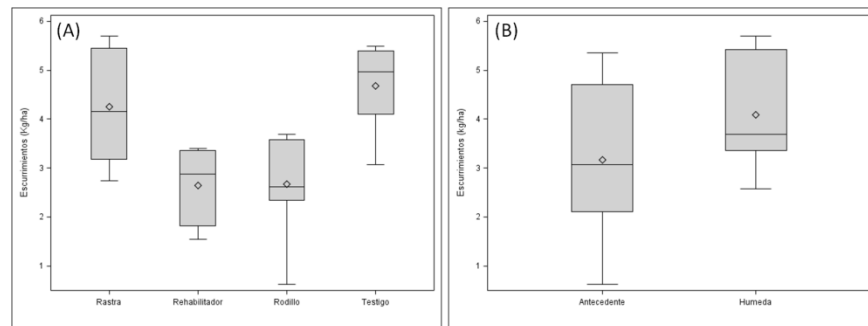 (A)
Escurrimientos (Kg/ha)
6
5
4
3
2
1
Rastra Rehabilitador Rodillo Testigo
(B)
Escurrimientos (kg/ha)
6
5
4
3
2
1
Antecedente Humeda